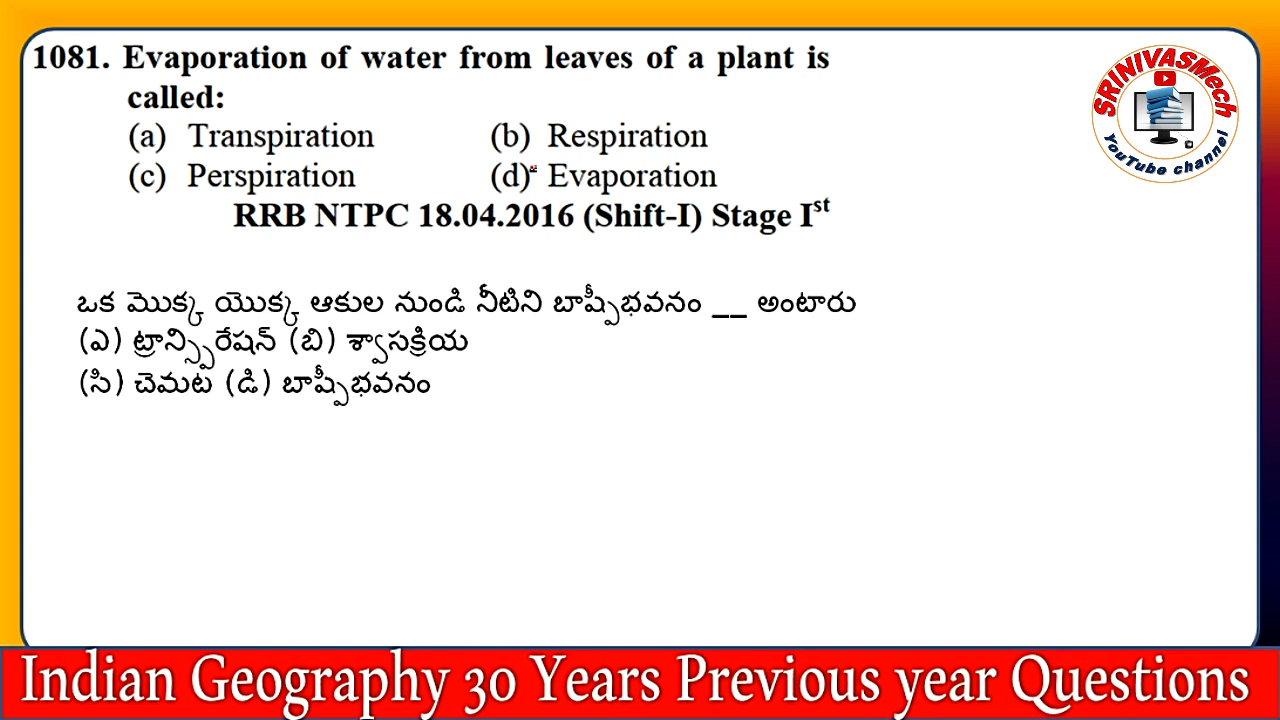 1081. Evaporation of water from leaves of a plant is
called:
(a) Transpiration (b) Respiration
(c) Perspiration (d) Evaporation
RRB NTPC 18.04.2016 (Shift-I) Stage Ist
SRINIVASMech
YouTube channel
ఒక మొక్క యొక్క ఆకుల నుండి నీటిని బాష్పీభవనం __ అంటారు
(ఎ) ట్రాన్స్పిరేషన్ (బి) శ్వాసక్రియ
(సి) చెమట (డి) బాష్పీభవనం
Indian Geography 30 Years Previous year Questions